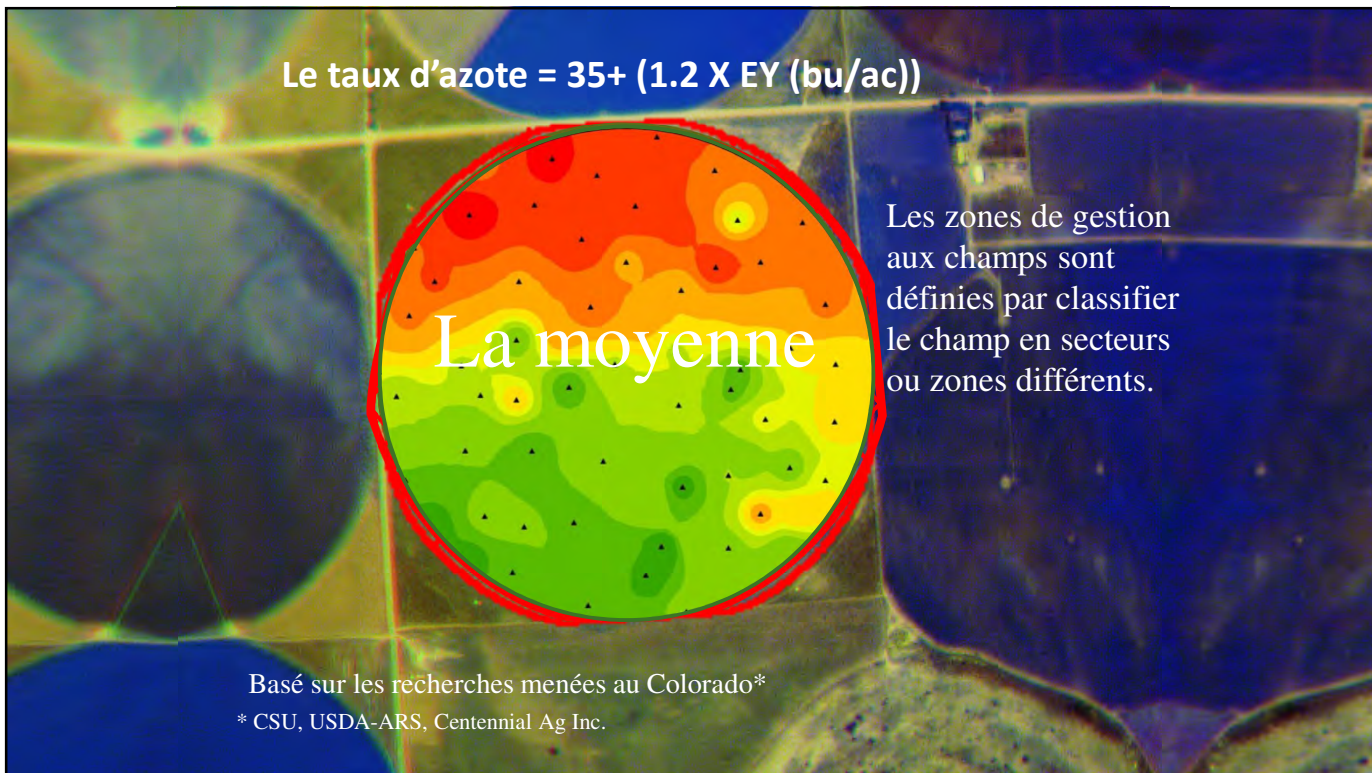 Le taux d'azote = 35+ (1.2 X EY (bu/ac))
La moyenne
Les zones de gestion
aux champs sont
définies par classifier
le champ en secteurs
ou zones différents.
Basé sur les recherches menées au Colorado*
* CSU, USDA-ARS, Centennial Ag Inc.